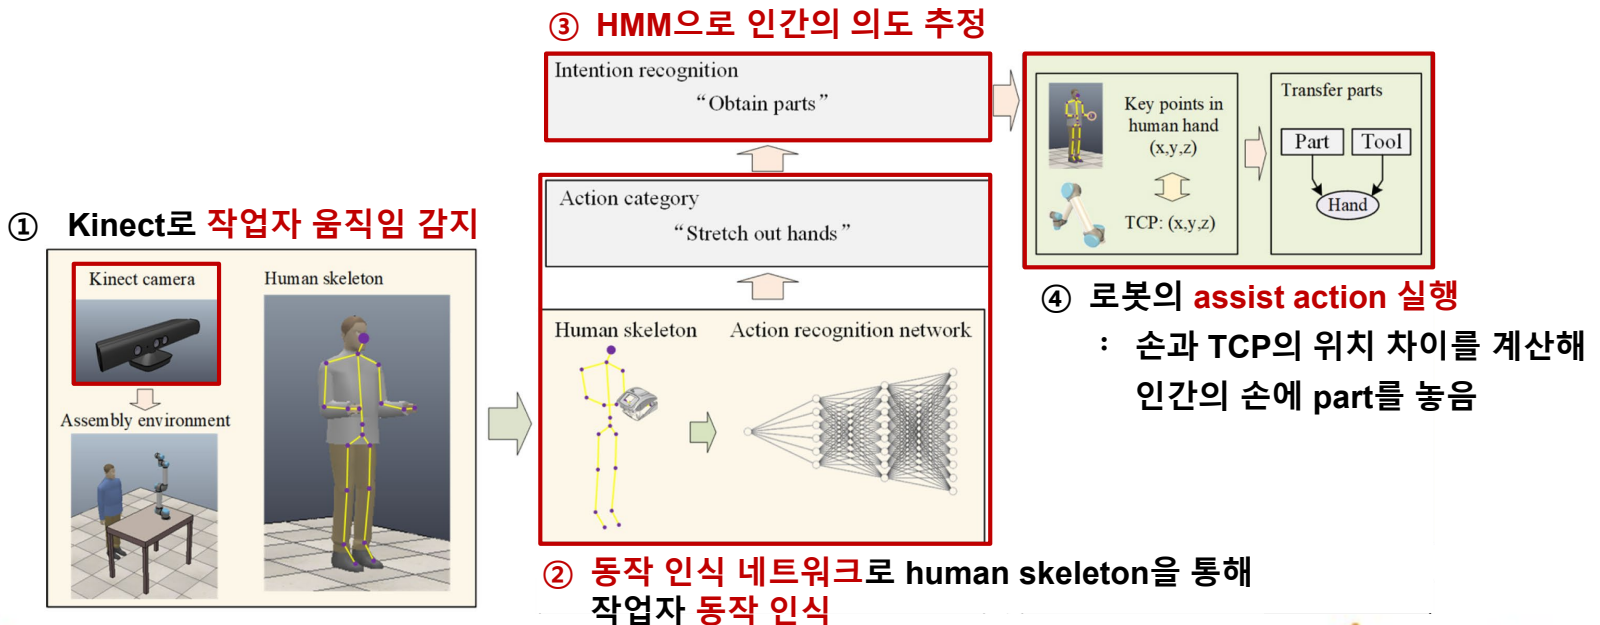 ③ HMM으로 인간의 의도 추정
Intention recognition
“Obtain parts”
Key points in
human hand
(x,y,z)
TCP: (x,y,z)
Transfer parts
Part
Tool
Hand
Action category
“Stretch out hands”
① Kinect로 작업자 움직임 감지
Kinect camera
Human skeleton
Assembly environment
Human skeleton
Action recognition network
④ 로봇의 assist action 실행
: 손과 TCP의 위치 차이를 계산해
인간의 손에 part를 놓음
② 동작 인식 네트워크로 human skeleton을 통해
작업자 동작 인식